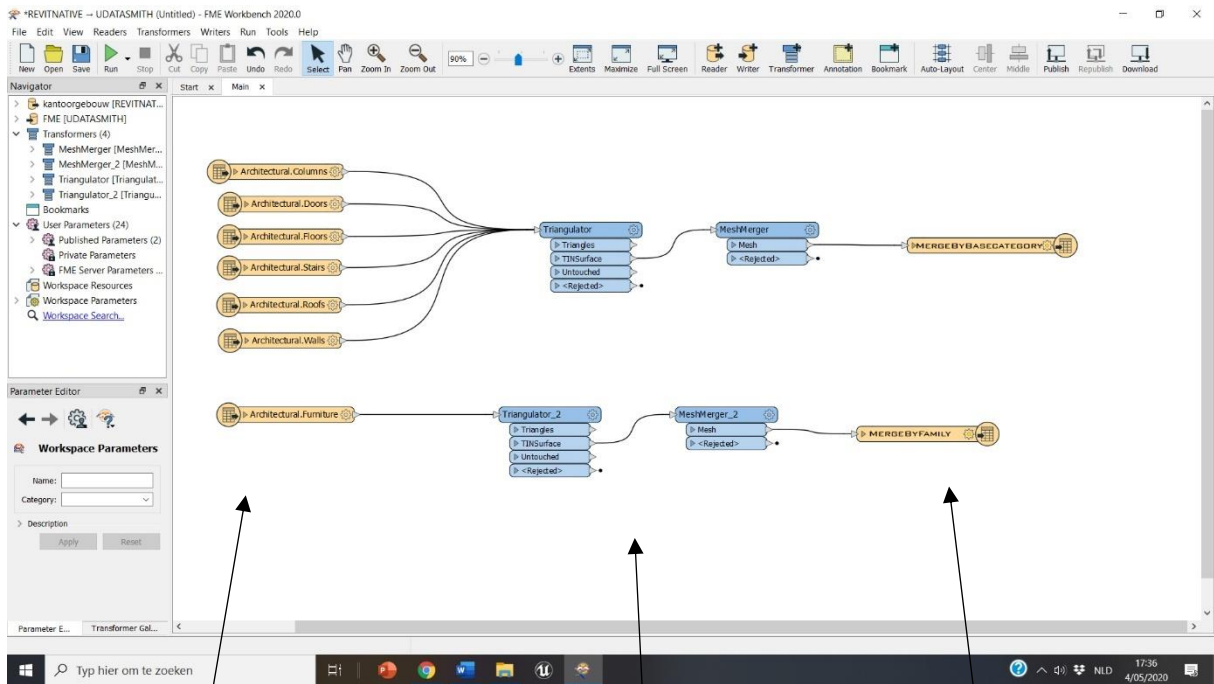 *REVITNATIVE → UDATASMITH (Untitled) - FME Workbench 2020.0
File Edit View Readers Transformers Writers Run Tools Help
New Open Save Run Stop Cut Copy Paste Undo Redo Select Pan Zoom In Zoom Out 90% Extents Maximize Full Screen Reader Writer Transformer Annotation Bookmark Auto-Layout Center Middle Publish Republish Download
Navigator
Start Main
kantoorgebouw [REVITNAT...
FME [UDATASMITH]
Transformers (4)
MeshMerger [MeshMer...
MeshMerger_2 [MeshM...
Triangulator [Triangulat...
Triangulator_2 [Triangu...
Bookmarks
User Parameters (24)
Published Parameters (2)
Private Parameters
FME Server Parameters ...
Workspace Resources
Workspace Parameters
Workspace Search...
Architectural.Columns
Architectural.Doors
Architectural.Floors
Architectural.Stairs
Architectural.Roofs
Architectural.Walls
Triangulator
Triangles
TINSurface
Untouched
<Rejected>
MeshMerger
Mesh
<Rejected>
MERGEBYBASECATEGORY
Architectural.Furniture
Triangulator_2
Triangles
TINSurface
Untouched
<Rejected>
MeshMerger_2
Mesh
<Rejected>
MERGEBYFAMILY
Parameter Editor
Workspace Parameters
Name:
Category:
Description
Apply Reset
Parameter E... Transformer Gal...
Typ hier om te zoeken
NLD
17:36
4/05/2020